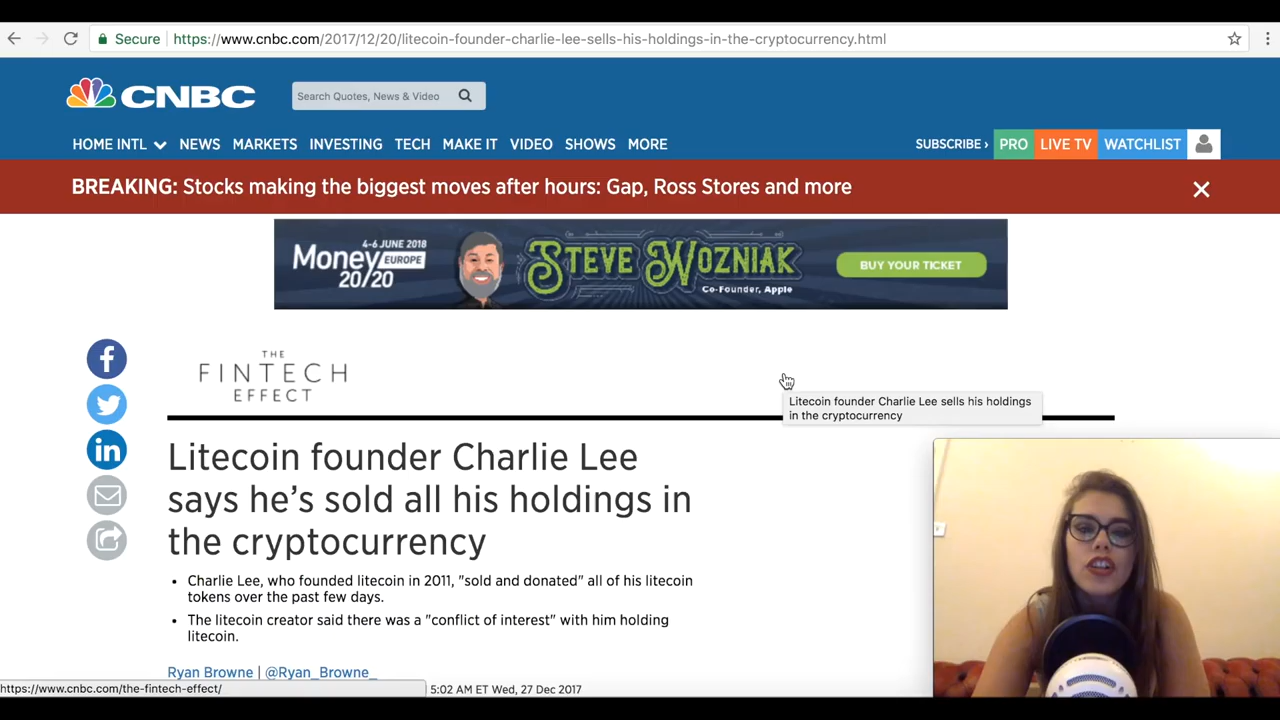 Secure https://www.cnbc.com/2017/12/20/litecoin-founder-charlie-lee-sells-his-holdings-in-the-cryptocurrency.html
CNBC
Search Quotes, News & Video
HOME INTL NEWS MARKETS INVESTING TECH MAKE IT VIDEO SHOWS MORE
SUBSCRIBE › PRO LIVE TV WATCHLIST
BREAKING: Stocks making the biggest moves after hours: Gap, Ross Stores and more
4-6 JUNE 2018
Money EUROPE
20/20
STEVE WOZNIAK
Co-Founder, Apple
BUY YOUR TICKET
THE
FINTECH
EFFECT
Litecoin founder Charlie Lee sells his holdings
in the cryptocurrency
Litecoin founder Charlie Lee
says he's sold all his holdings in
the cryptocurrency
• Charlie Lee, who founded litecoin in 2011, "sold and donated" all of his litecoin
tokens over the past few days.
• The litecoin creator said there was a "conflict of interest" with him holding
litecoin.
Ryan Browne | @Ryan_Browne_
https://www.cnbc.com/the-fintech-effect/
5:02 AM ET Wed, 27 Dec 2017